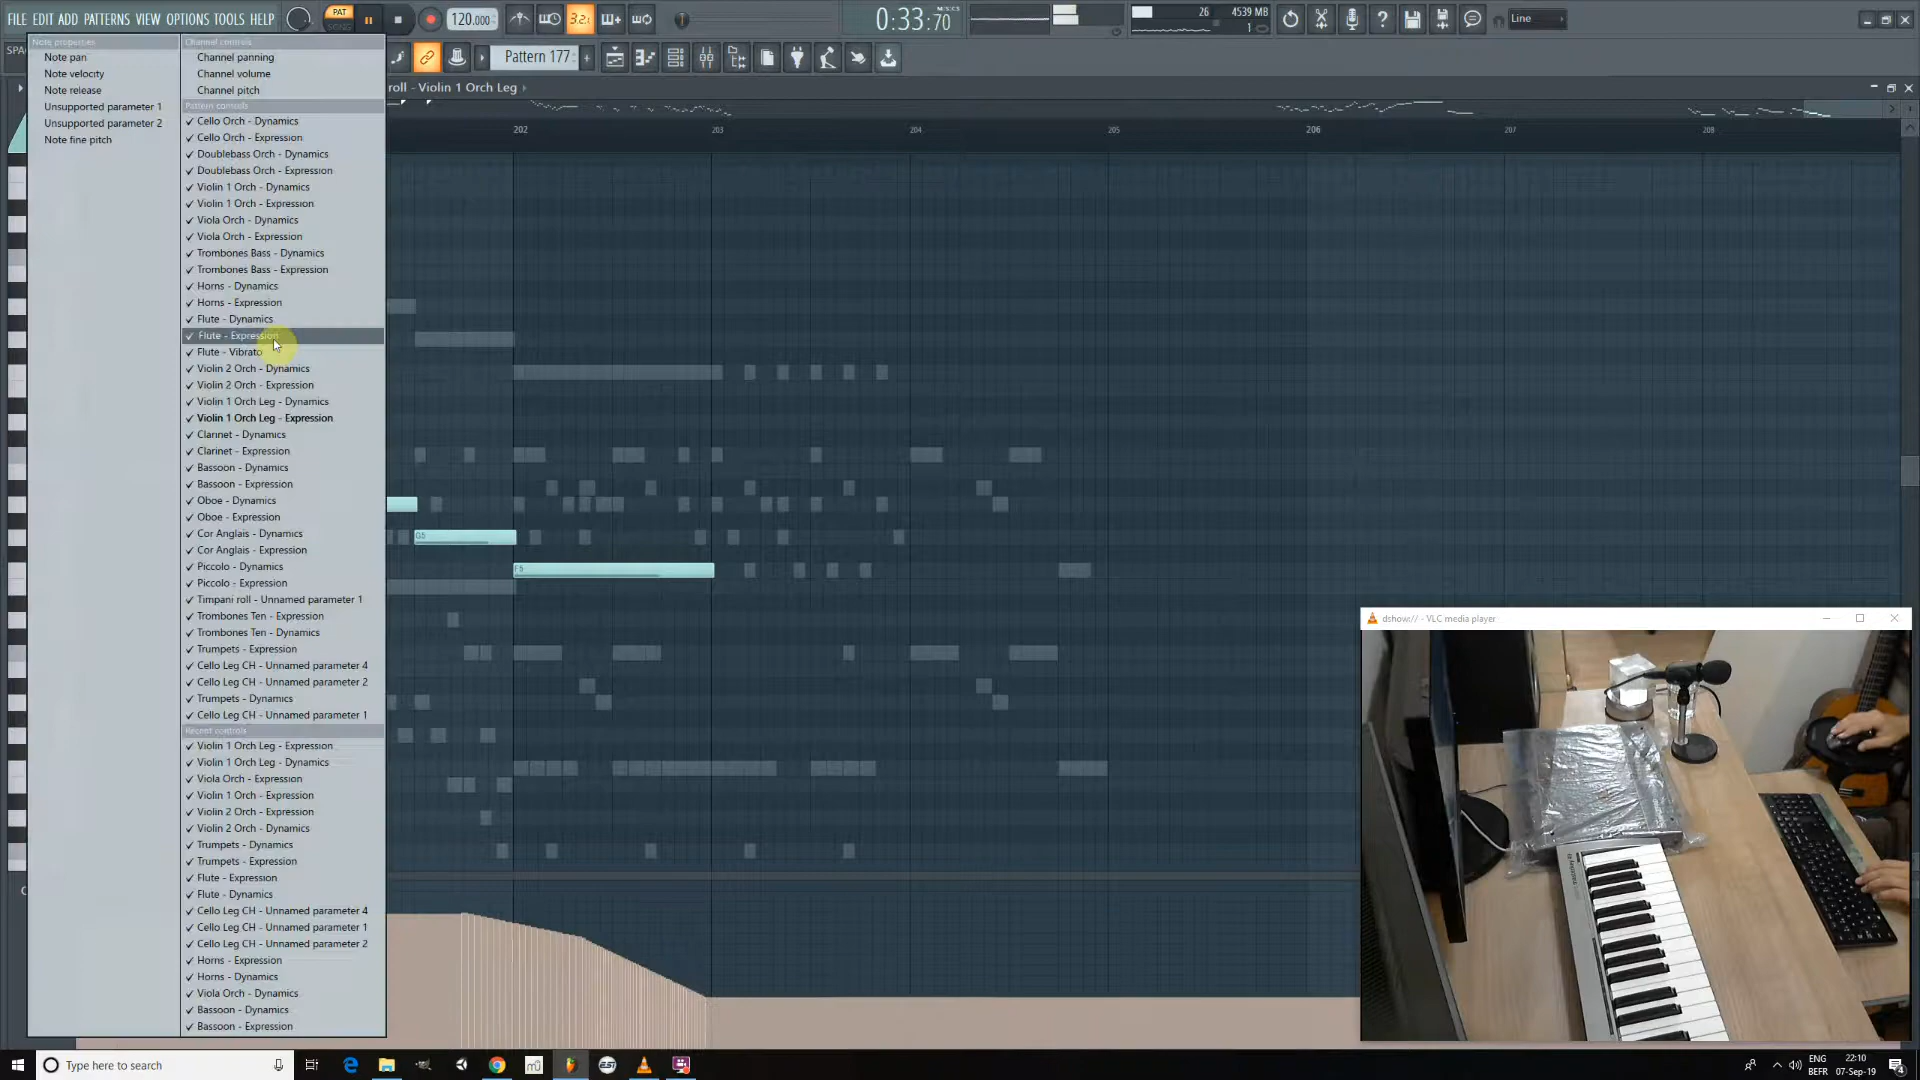 FILE EDIT ADD PATTERNS VIEW OPTIONS TOOLS HELP
PAT
SONG
120.000
3.2.1
0:33:70
M:S:CS
26
4539 MB
1
Line
Pattern 177
roll - Violin 1 Orch Leg
Note properties
Note pan
Note velocity
Note release
Unsupported parameter 1
Unsupported parameter 2
Note fine pitch
Channel controls
Channel panning
Channel volume
Channel pitch
Pattern controls
Cello Orch - Dynamics
Cello Orch - Expression
Doublebass Orch - Dynamics
Doublebass Orch - Expression
Violin 1 Orch - Dynamics
Violin 1 Orch - Expression
Viola Orch - Dynamics
Viola Orch - Expression
Trombones Bass - Dynamics
Trombones Bass - Expression
Horns - Dynamics
Horns - Expression
Flute - Dynamics
Flute - Expression
Flute - Vibrato
Violin 2 Orch - Dynamics
Violin 2 Orch - Expression
Violin 1 Orch Leg - Dynamics
Violin 1 Orch Leg - Expression
Clarinet - Dynamics
Clarinet - Expression
Bassoon - Dynamics
Bassoon - Expression
Oboe - Dynamics
Oboe - Expression
Cor Anglais - Dynamics
Cor Anglais - Expression
Piccolo - Dynamics
Piccolo - Expression
Timpani roll - Unnamed parameter 1
Trombones Ten - Expression
Trombones Ten - Dynamics
Trumpets - Expression
Cello Leg CH - Unnamed parameter 4
Cello Leg CH - Unnamed parameter 2
Trumpets - Dynamics
Cello Leg CH - Unnamed parameter 1
Recent controls
Violin 1 Orch Leg - Expression
Violin 1 Orch Leg - Dynamics
Viola Orch - Expression
Violin 1 Orch - Expression
Violin 2 Orch - Expression
Violin 2 Orch - Dynamics
Trumpets - Dynamics
Trumpets - Expression
Flute - Expression
Flute - Dynamics
Cello Leg CH - Unnamed parameter 4
Cello Leg CH - Unnamed parameter 1
Cello Leg CH - Unnamed parameter 2
Horns - Expression
Horns - Dynamics
Viola Orch - Dynamics
Bassoon - Dynamics
Bassoon - Expression
202 203 204 205 206 207 208
G5
F5
dshow:// - VLC media player
Type here to search
ENG
BEFR
22:10
07-Sep-19